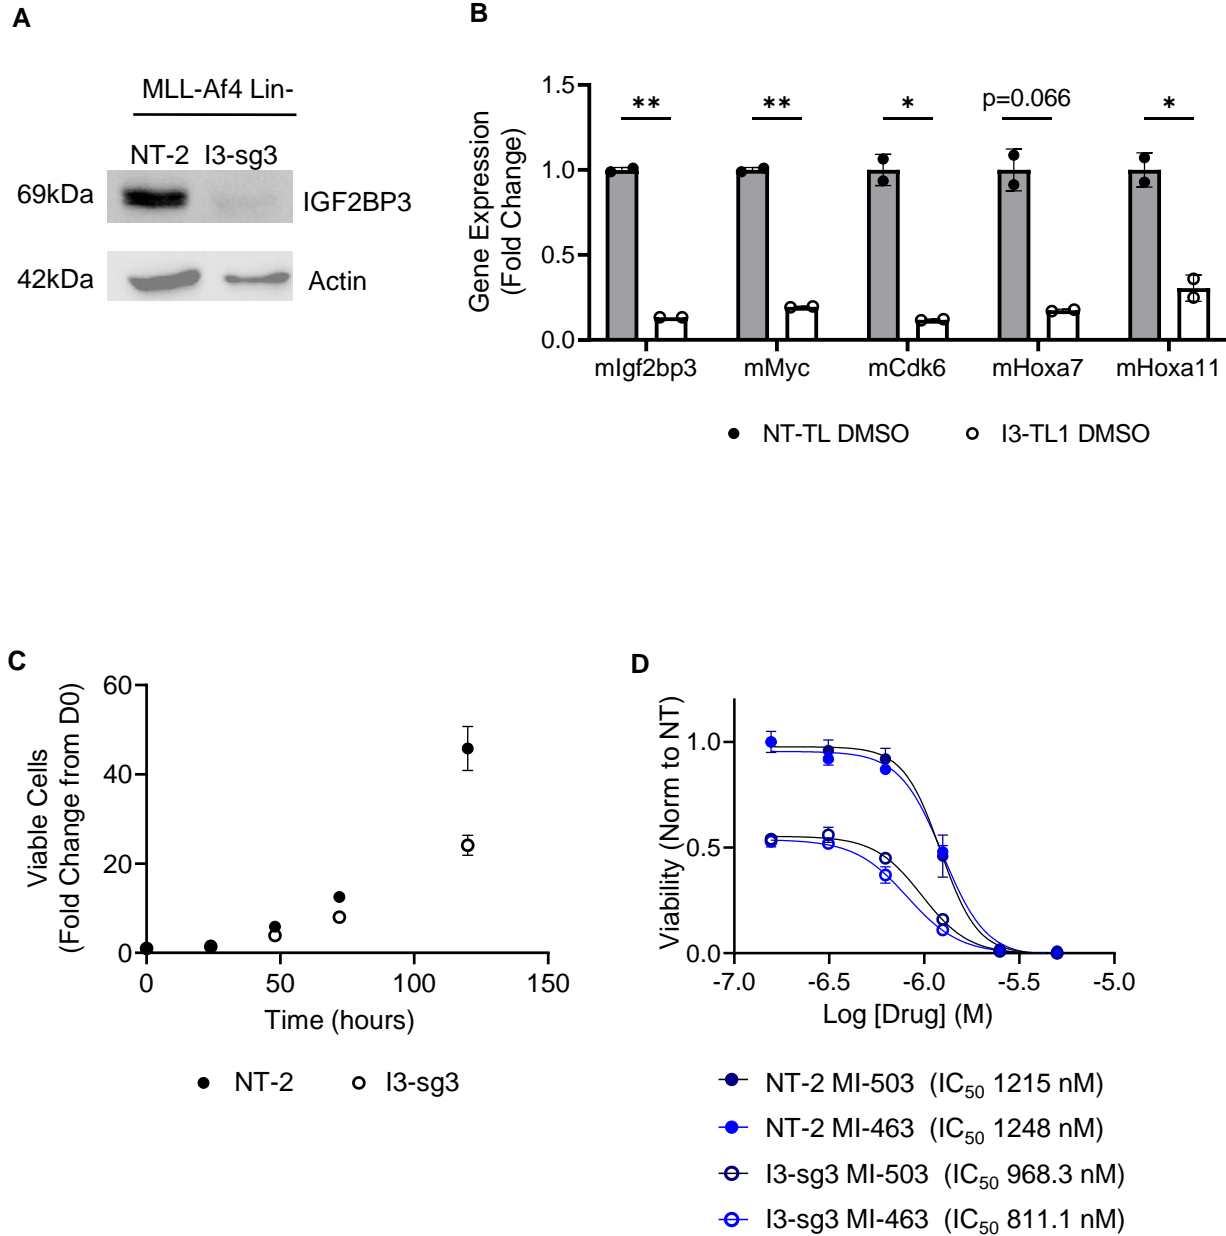 A
MLL-Af4 Lin-
NT-2 I3-sg3
69kDa
IGF2BP3
42kDa
Actin
B
Gene Expression
(Fold Change)
1.5
1.0
0.5
0.0
**
**
*
p=0.066
*
mIgf2bp3 mMyc mCdk6 mHoxa7 mHoxa11
NT-TL DMSO I3-TL1 DMSO
C
Viable Cells
(Fold Change from D0)
60
40
20
0
0 50 100 150
Time (hours)
NT-2 I3-sg3
D
Viability (Norm to NT)
1.0
0.5
0.0
-7.0 -6.5 -6.0 -5.5 -5.0
Log [Drug] (M)
NT-2 MI-503 (IC50 1215 nM)
NT-2 MI-463 (IC50 1248 nM)
I3-sg3 MI-503 (IC50 968.3 nM)
I3-sg3 MI-463 (IC50 811.1 nM)